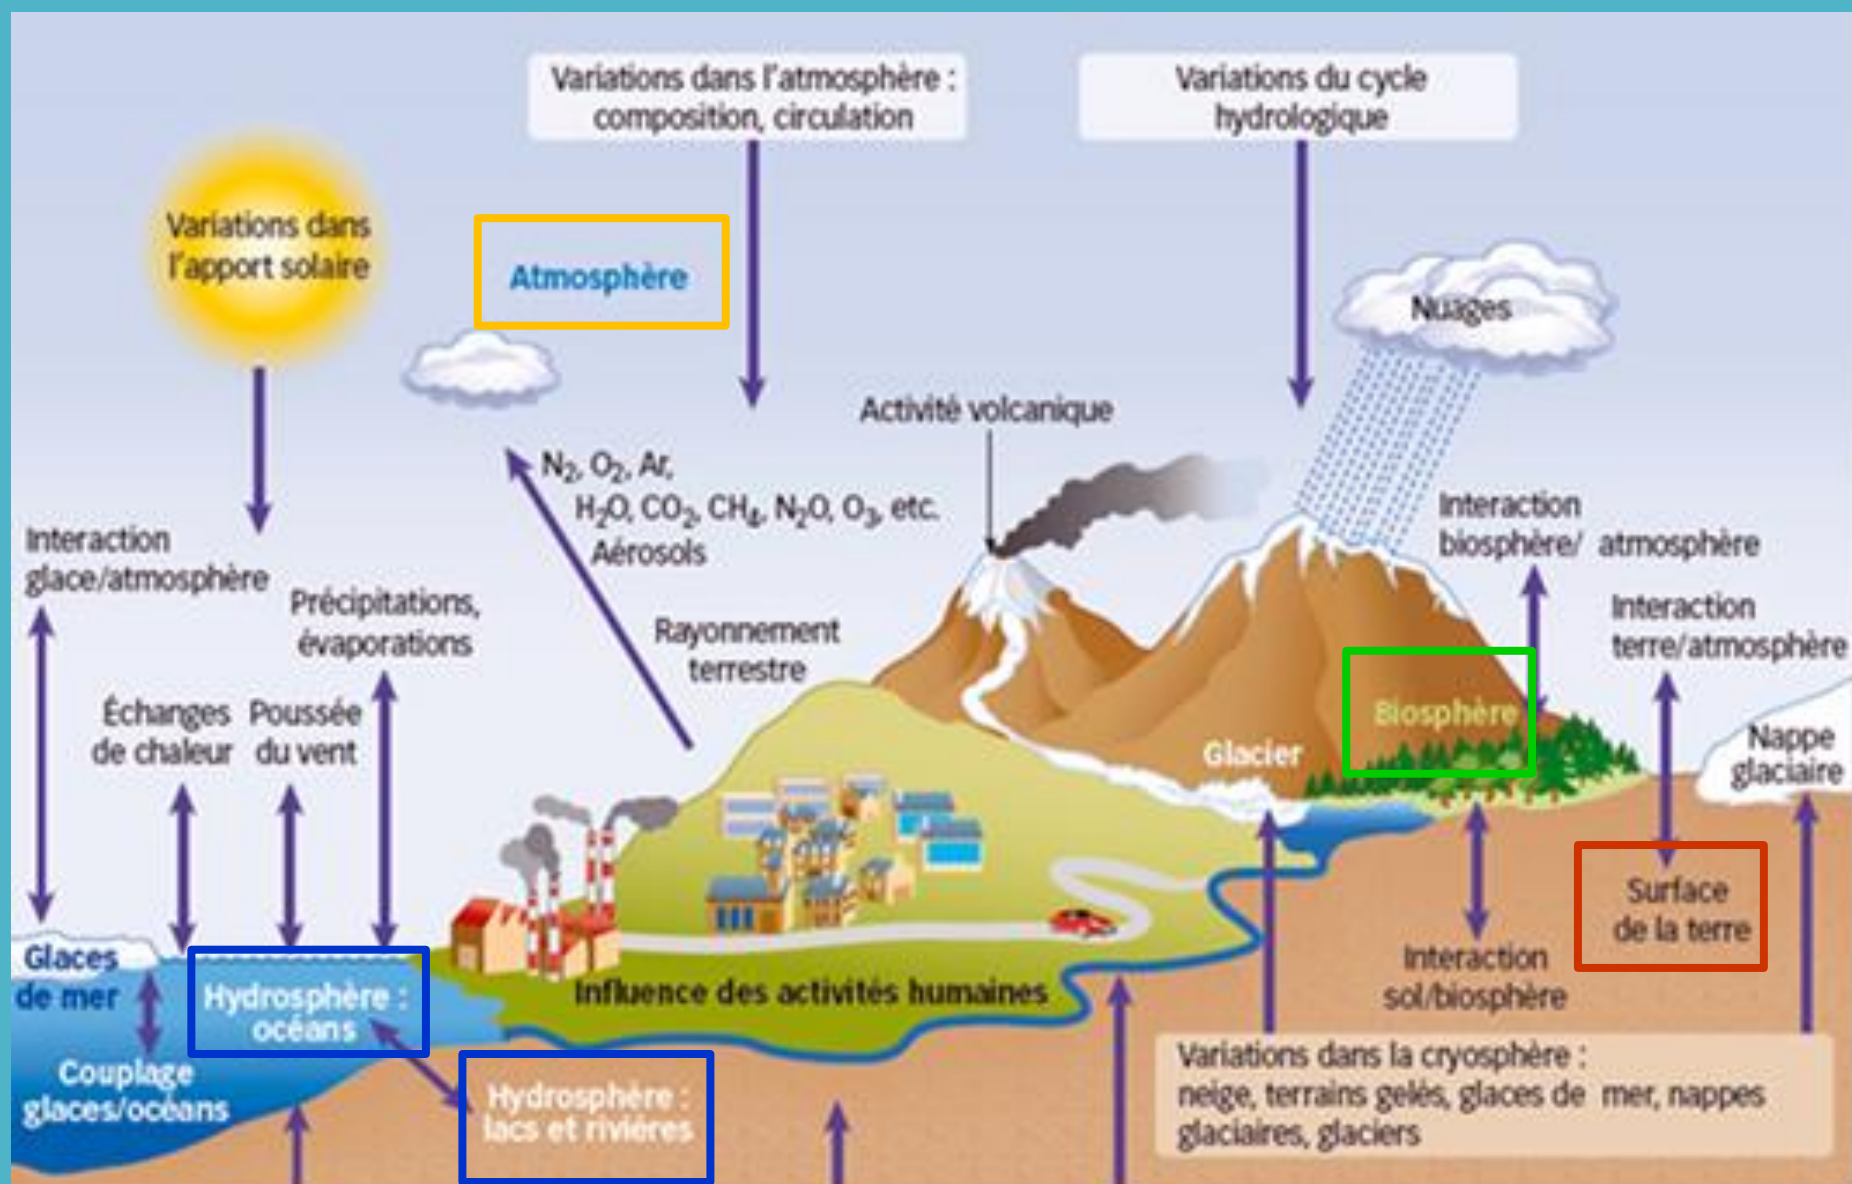 Variations dans l'atmosphère :
composition, circulation
Variations du cycle
hydrologique
Variations dans
l'apport solaire
Atmosphère
Nuages
Activité volcanique
N₂, O₂, Ar,
H₂O, CO₂, CH₄, N₂O, O₃, etc.
Aérosols
Interaction
biosphère/ atmosphère
Interaction
glace/atmosphère
Précipitations,
évaporations
Rayonnement
terrestre
Interaction
terre/atmosphère
Échanges
de chaleur
Poussée
du vent
Biosphère
Glacier
Nappe
glaciaire
Surface
de la terre
Glaces
de mer
Hydrosphère :
océans
Influence des activités humaines
Interaction
sol/biosphère
Couplage
glaces/océans
Hydrosphère :
lacs et rivières
Variations dans la cryosphère :
neige, terrains gelés, glaces de mer, nappes
glaciaires, glaciers